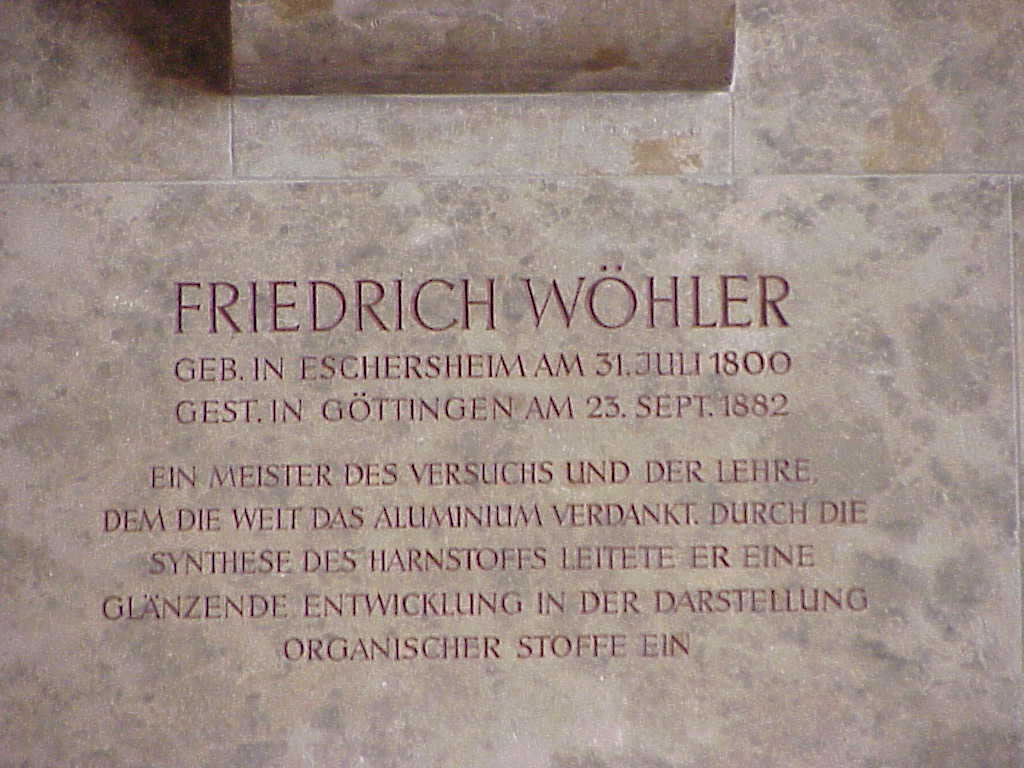 FRIEDRICH WÖHLER
GEB. IN ESCHERSHEIM AM 31. JULI 1800
GEST. IN GÖTTINGEN AM 23. SEPT. 1882
EIN MEISTER DES VERSUCHS UND DER LEHRE,
DEM DIE WELT DAS ALUMINIUM VERDANKT. DURCH DIE
SYNTHESE DES HARNSTOFFS LEITETE ER EINE
GLÄNZENDE ENTWICKLUNG IN DER DARSTELLUNG
ORGANISCHER STOFFE EIN